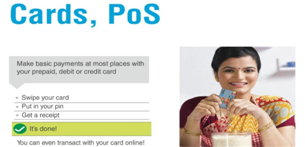 Cards, PoS
Make basic payments at most places with
your prepaid, debit or credit card
- Swipe your card
- Put in your pin
- Get a receipt
It's done!
You can even transact with your card online!